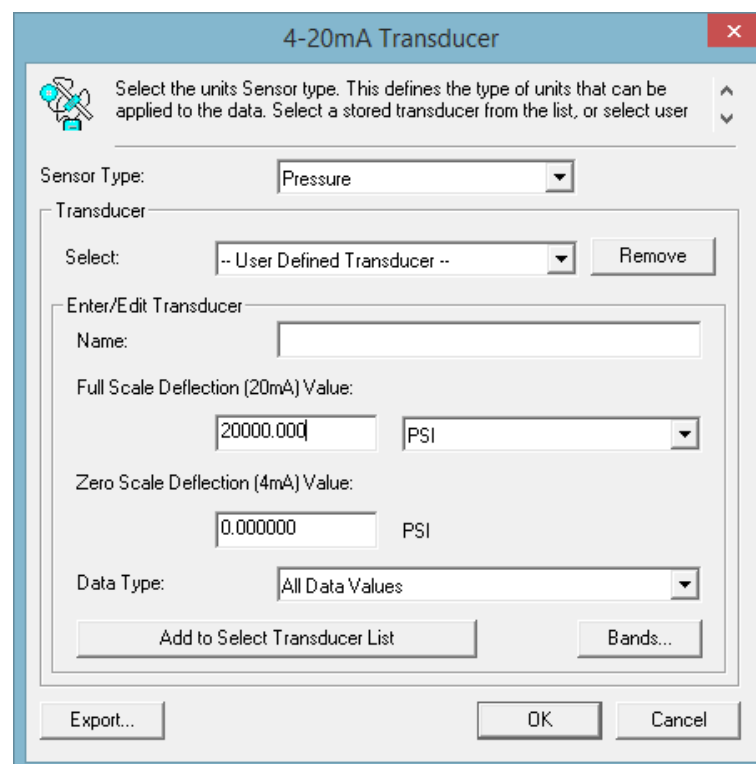 4-20mA Transducer
Select the units Sensor type. This defines the type of units that can be
applied to the data. Select a stored transducer from the list, or select user
Sensor Type:
Pressure
Transducer
Select:
-- User Defined Transducer --
Remove
Enter/Edit Transducer
Name:
Full Scale Deflection (20mA) Value:
20000.000
PSI
Zero Scale Deflection (4mA) Value:
0.000000
PSI
Data Type:
All Data Values
Add to Select Transducer List
Bands...
Export...
OK
Cancel